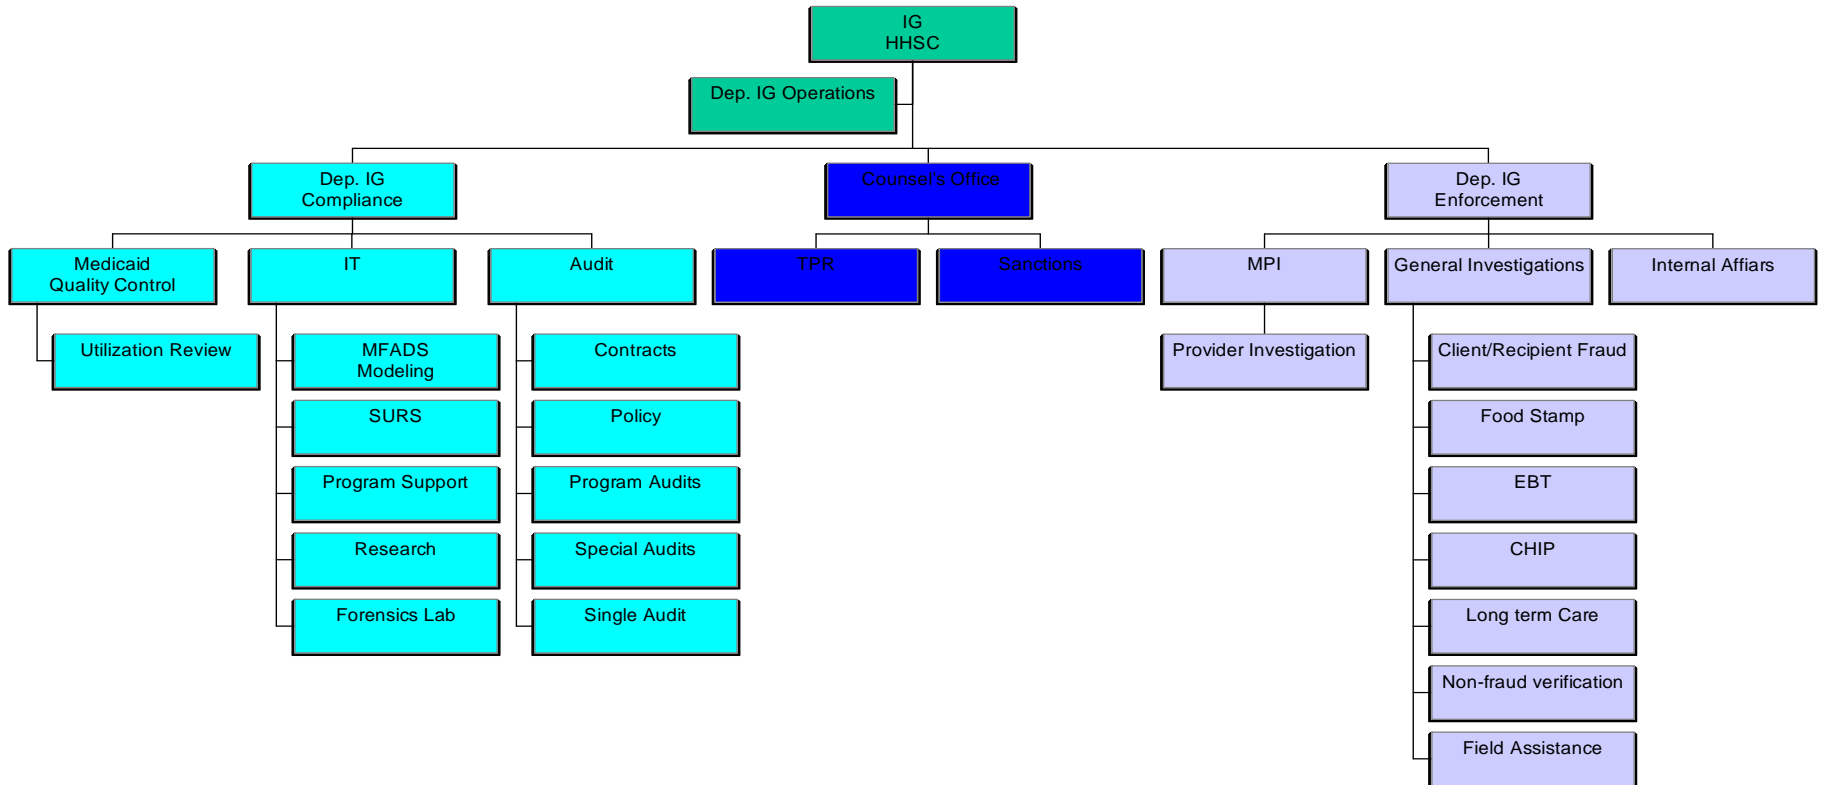 IG
HHSC
Dep. IG Operations
Dep. IG
Compliance
Counsel's Office
Dep. IG
Enforcement
Medicaid
Quality Control
IT
Audit
TPR
Sanctions
MPI
General Investigations
Internal Affiars
Utilization Review
MFADS
Modeling
Contracts
Provider Investigation
Client/Recipient Fraud
SURS
Policy
Food Stamp
Program Support
Program Audits
EBT
Research
Special Audits
CHIP
Forensics Lab
Single Audit
Long term Care
Non-fraud verification
Field Assistance